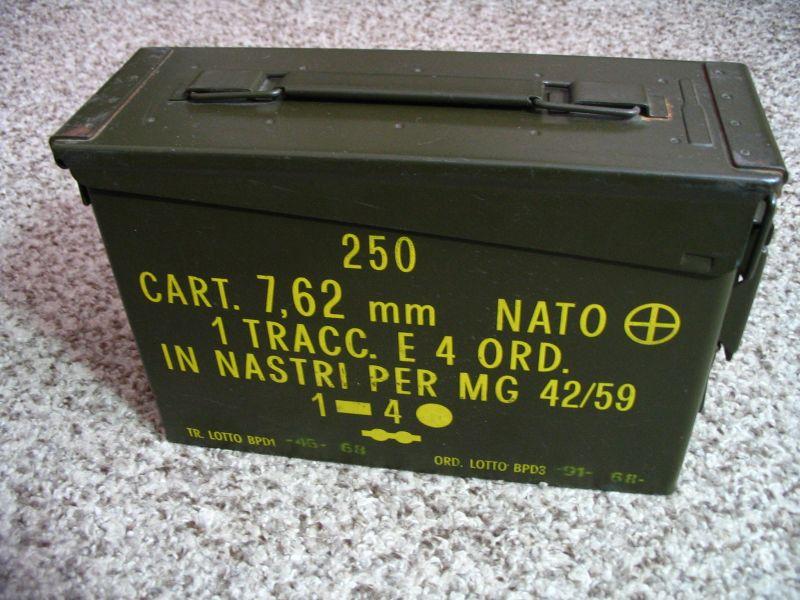 250
CART. 7,62 mm NATO
1 TRACC. E 4 ORD.
IN NASTRI PER MG 42/59
1 4
TR. LOTTO BPD1 -45- 68
ORD. LOTTO BPD3 -91- 68-